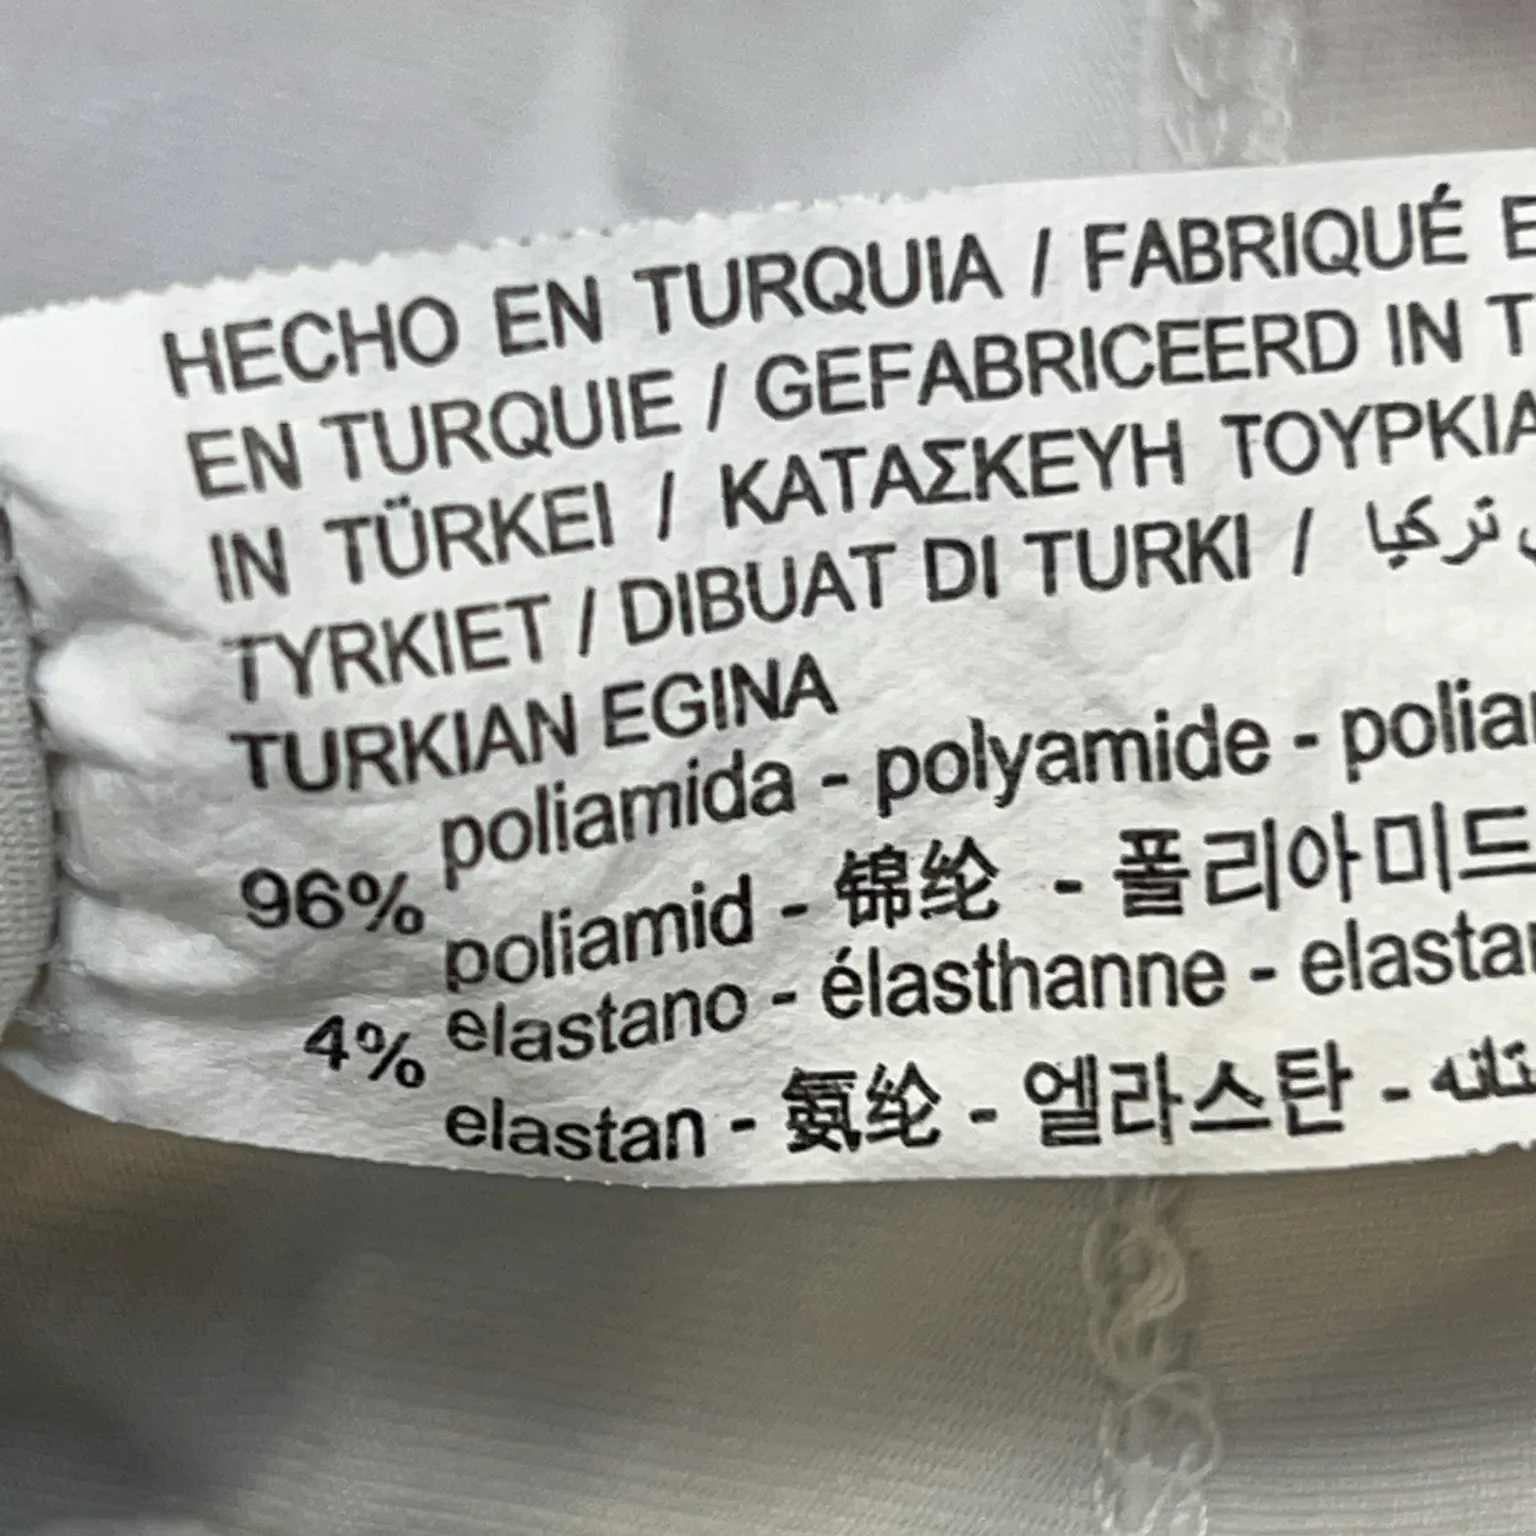 HECHO EN TURQUIA / FABRIQUÉ
EN TURQUIE / GEFABRICEERD IN
IN TÜRKEI / ΚΑΤΑΣΚΕΥΗ ΤΟΥΡΚΙΑ
TYRKIET / DIBUAT DI TURKI / تركيا
TURKIAN EGINA
poliamida - polyamide -
96%
poliamid - 锦纶 - 폴리아미드
elastano - élasthanne -
4%
elastan - 氨纶 - 엘라스탄 -